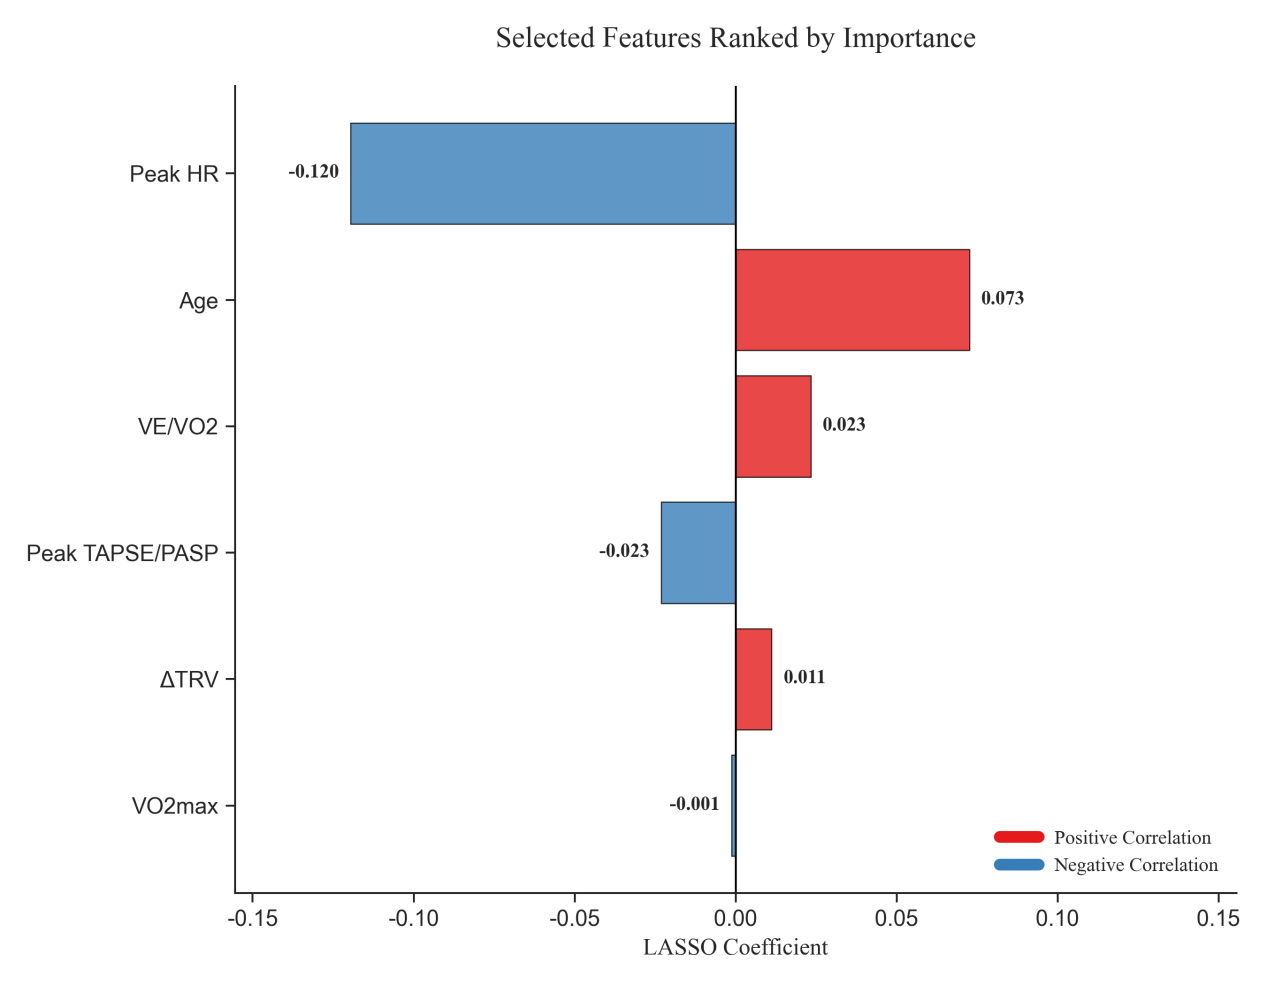 Selected Features Ranked by Importance
Peak HR
-0.120
Age
0.073
VE/VO2
0.023
Peak TAPSE/PASP
-0.023
ΔTRV
0.011
VO2max
-0.001
Positive Correlation
Negative Correlation
-0.15 -0.10 -0.05 0.00 0.05 0.10 0.15
LASSO Coefficient